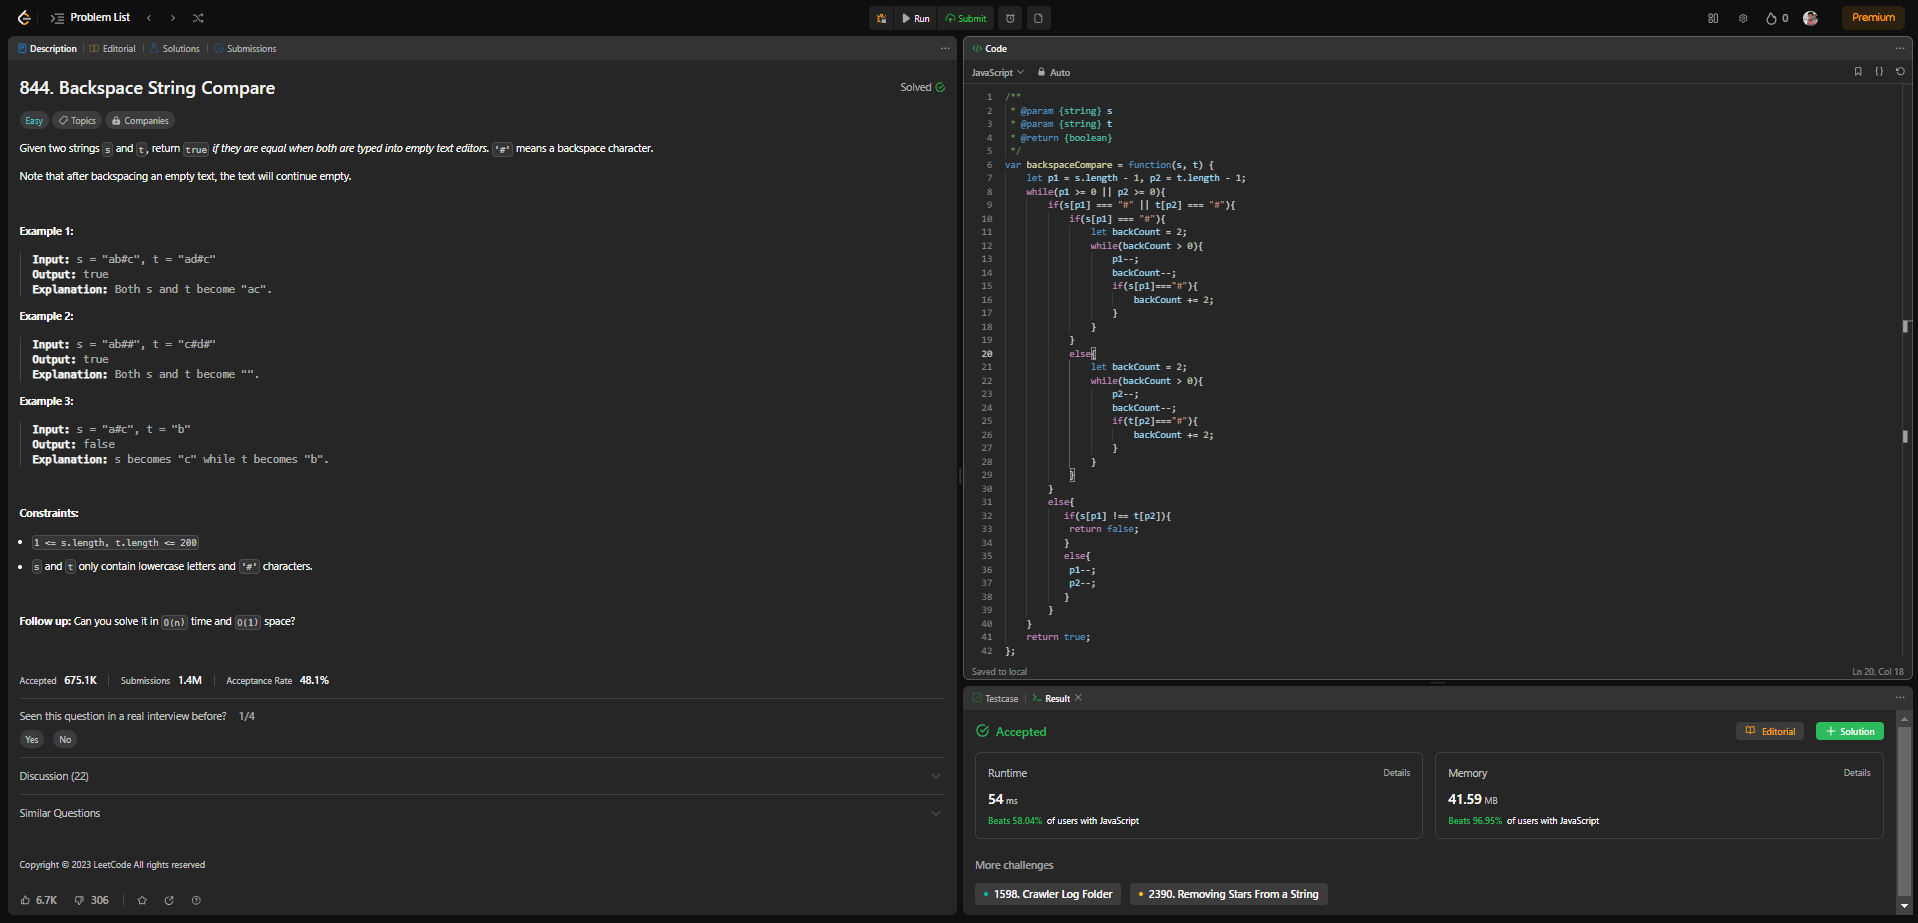 Problem List
Run
Submit
0
Premium
Description
Editorial
Solutions
Submissions
844. Backspace String Compare
Solved
Easy
Topics
Companies
Given two strings s and t, return true if they are equal when both are typed into empty text editors. '#' means a backspace character.
Note that after backspacing an empty text, the text will continue empty.
Example 1:
Input: s = "ab#c", t = "ad#c"
Output: true
Explanation: Both s and t become "ac".
Example 2:
Input: s = "ab##", t = "c#d#"
Output: true
Explanation: Both s and t become "".
Example 3:
Input: s = "a#c", t = "b"
Output: false
Explanation: s becomes "c" while t becomes "b".
Constraints:
1 <= s.length, t.length <= 200
s and t only contain lowercase letters and '#' characters.
Follow up: Can you solve it in O(n) time and O(1) space?
Accepted 675.1K
Submissions 1.4M
Acceptance Rate 48.1%
Seen this question in a real interview before? 1/4
Yes
No
Discussion (22)
Similar Questions
Copyright © 2023 LeetCode All rights reserved
6.7K
306
</> Code
JavaScript
Auto
1 /**
2 * @param {string} s
3 * @param {string} t
4 * @return {boolean}
5 */
6 var backspaceCompare = function(s, t) {
7 let p1 = s.length - 1, p2 = t.length - 1;
8 while(p1 >= 0 || p2 >= 0){
9 if(s[p1] === "#" || t[p2] === "#"){
10 if(s[p1] === "#"){
11 let backCount = 2;
12 while(backCount > 0){
13 p1--;
14 backCount--;
15 if(s[p1]==="#"){
16 backCount += 2;
17 }
18 }
19 }
20 else{
21 let backCount = 2;
22 while(backCount > 0){
23 p2--;
24 backCount--;
25 if(t[p2]==="#"){
26 backCount += 2;
27 }
28 }
29 }
30 }
31 else{
32 if(s[p1] !== t[p2]){
33 return false;
34 }
35 else{
36 p1--;
37 p2--;
38 }
39 }
40 }
41 return true;
42 };
Saved to local
Ln 20, Col 18
Testcase
Result
Accepted
Editorial
Solution
Runtime
Details
54 ms
Beats 58.04% of users with JavaScript
Memory
Details
41.59 MB
Beats 96.95% of users with JavaScript
More challenges
1598. Crawler Log Folder
2390. Removing Stars From a String